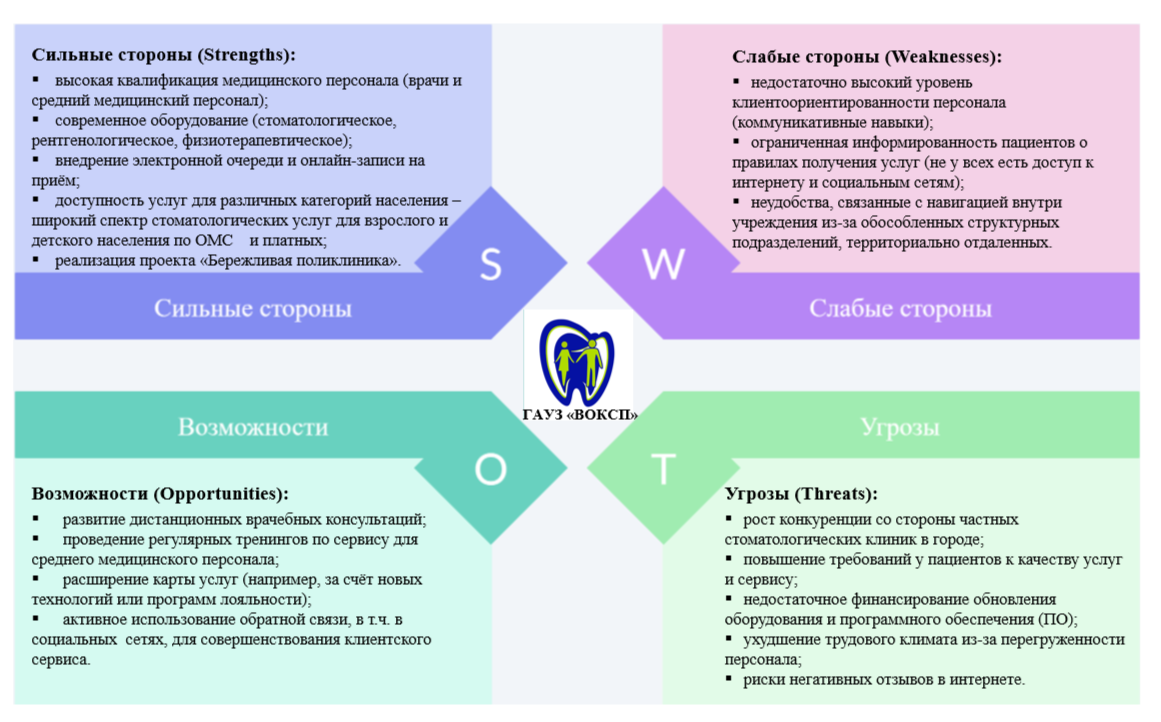 Сильные стороны (Strengths):
▪ высокая квалификация медицинского персонала (врачи и
средний медицинский персонал);
▪ современное оборудование (стоматологическое,
рентгенологическое, физиотерапевтическое);
▪ внедрение электронной очереди и онлайн-записи на
приём;
▪ доступность услуг для различных категорий населения –
широкий спектр стоматологических услуг для взрослого и
детского населения по ОМС и платных;
▪ реализация проекта «Бережливая поликлиника».
S
Сильные стороны
Слабые стороны (Weaknesses):
▪ недостаточно высокий уровень
клиентоориентированности персонала
(коммуникативные навыки);
▪ ограниченная информированность пациентов о
правилах получения услуг (не у всех есть доступ к
интернету и социальным сетям);
▪ неудобства, связанные с навигацией внутри
учреждения из-за обособленных структурных
подразделений, территориально отдаленных.
W
Слабые стороны
ГАУЗ «ВОКСП»
Возможности
O
Возможности (Opportunities):
▪ развитие дистанционных врачебных консультаций;
▪ проведение регулярных тренингов по сервису для
среднего медицинского персонала;
▪ расширение карты услуг (например, за счёт новых
технологий или программ лояльности);
▪ активное использование обратной связи, в т.ч. в
социальных сетях, для совершенствования клиентского
сервиса.
Угрозы
T
Угрозы (Threats):
▪ рост конкуренции со стороны частных
стоматологических клиник в городе;
▪ повышение требований у пациентов к качеству услуг
и сервису;
▪ недостаточное финансирование обновления
оборудования и программного обеспечения (ПО);
▪ ухудшение трудового климата из-за перегруженности
персонала;
▪ риски негативных отзывов в интернете.